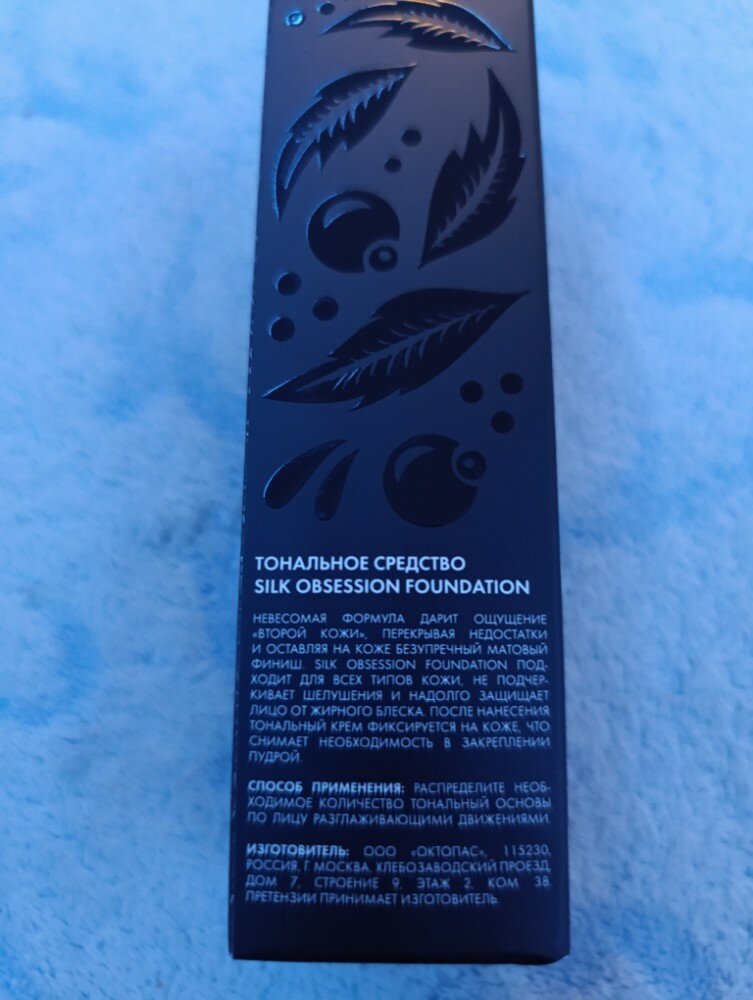 ТОНАЛЬНОЕ СРЕДСТВО
SILK OBSESSION FOUNDATION
НЕВЕСОМАЯ ФОРМУЛА ДАРИТ ОЩУЩЕНИЕ
«ВТОРОЙ КОЖИ», ПЕРЕКРЫВАЯ НЕДОСТАТКИ
И ОСТАВЛЯЯ НА КОЖЕ БЕЗУПРЕЧНЫЙ МАТОВЫЙ
ФИНИШ. SILK OBSESSION FOUNDATION ПОД-
ХОДИТ ДЛЯ ВСЕХ ТИПОВ КОЖИ, НЕ ПОДЧЕР-
КИВАЕТ ШЕЛУШЕНИЯ И НАДОЛГО ЗАЩИЩАЕТ
ЛИЦО ОТ ЖИРНОГО БЛЕСКА. ПОСЛЕ НАНЕСЕНИЯ
ТОНАЛЬНЫЙ КРЕМ ФИКСИРУЕТСЯ НА КОЖЕ, ЧТО
СНИМАЕТ НЕОБХОДИМОСТЬ В ЗАКРЕПЛЕНИИ
ПУДРОЙ.
СПОСОБ ПРИМЕНЕНИЯ: РАСПРЕДЕЛИТЕ НЕОБ-
ХОДИМОЕ КОЛИЧЕСТВО ТОНАЛЬНЫЙ ОСНОВЫ
ПО ЛИЦУ РАЗГЛАЖИВАЮЩИМИ ДВИЖЕНИЯМИ.
ИЗГОТОВИТЕЛЬ: ООО «ОКТОПАС», 115230,
РОССИЯ, Г. МОСКВА, ХЛЕБОЗАВОДСКИЙ ПРОЕЗД,
ДОМ 7, СТРОЕНИЕ 9, ЭТАЖ 2, КОМ. 38.
ПРЕТЕНЗИИ ПРИНИМАЕТ ИЗГОТОВИТЕЛЬ.